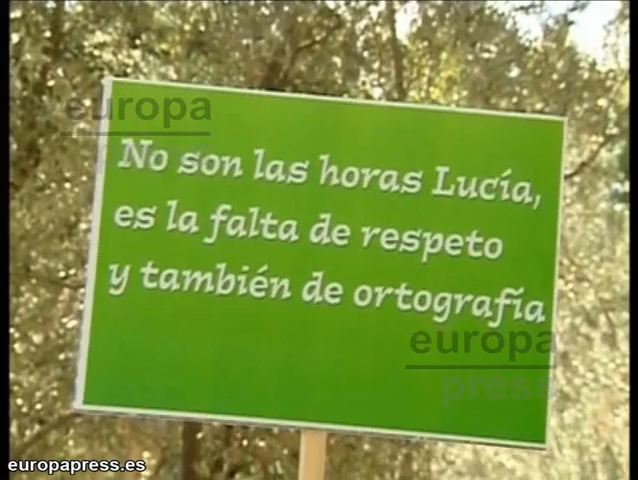 europa
No son las horas Lucía,
es la falta de respeto
y también de ortografía
europa
press
europapress.es